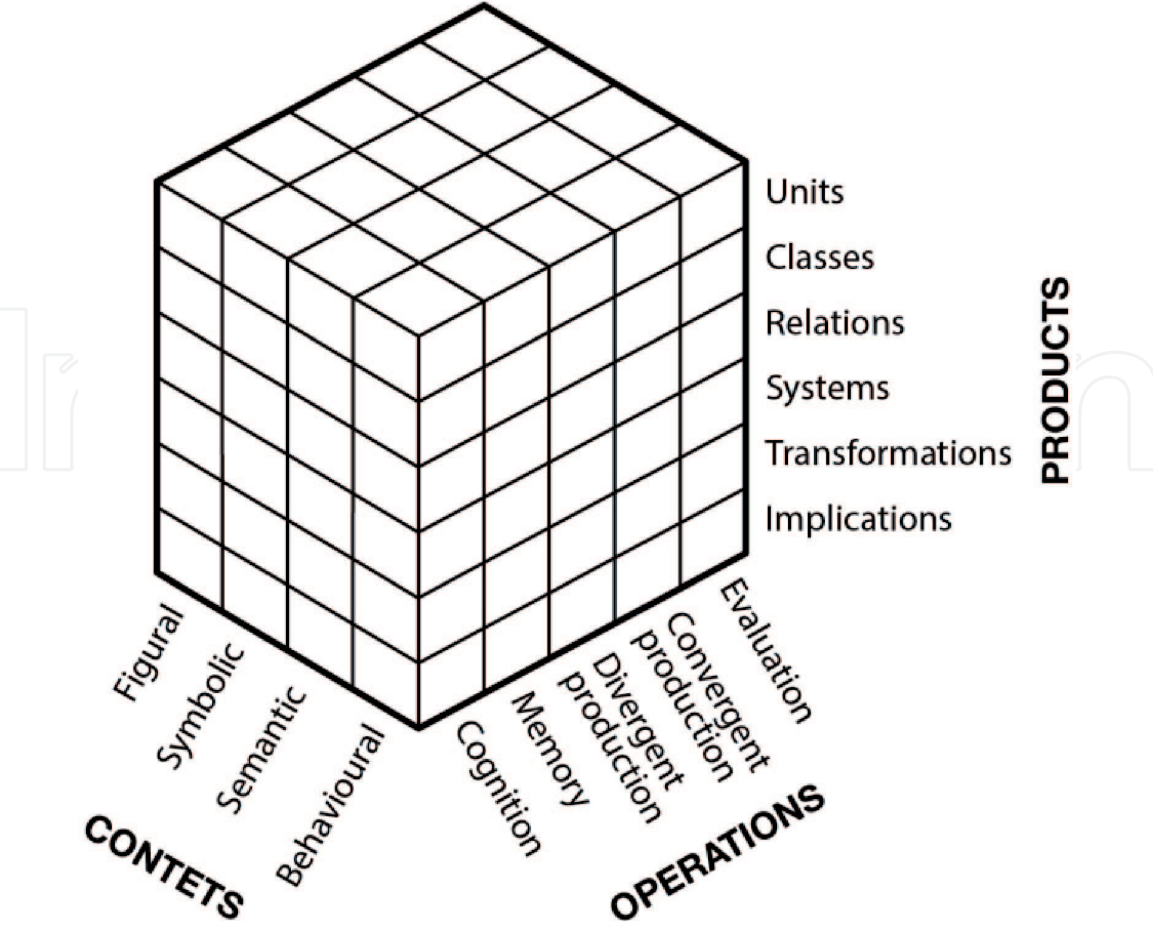 Units
Classes
Relations
Systems
Transformations
Implications
PRODUCTS
Figural
Symbolic
Semantic
Behavioural
CONTETS
Cognition
Memory
Divergent
production
Convergent
production
Evaluation
OPERATIONS